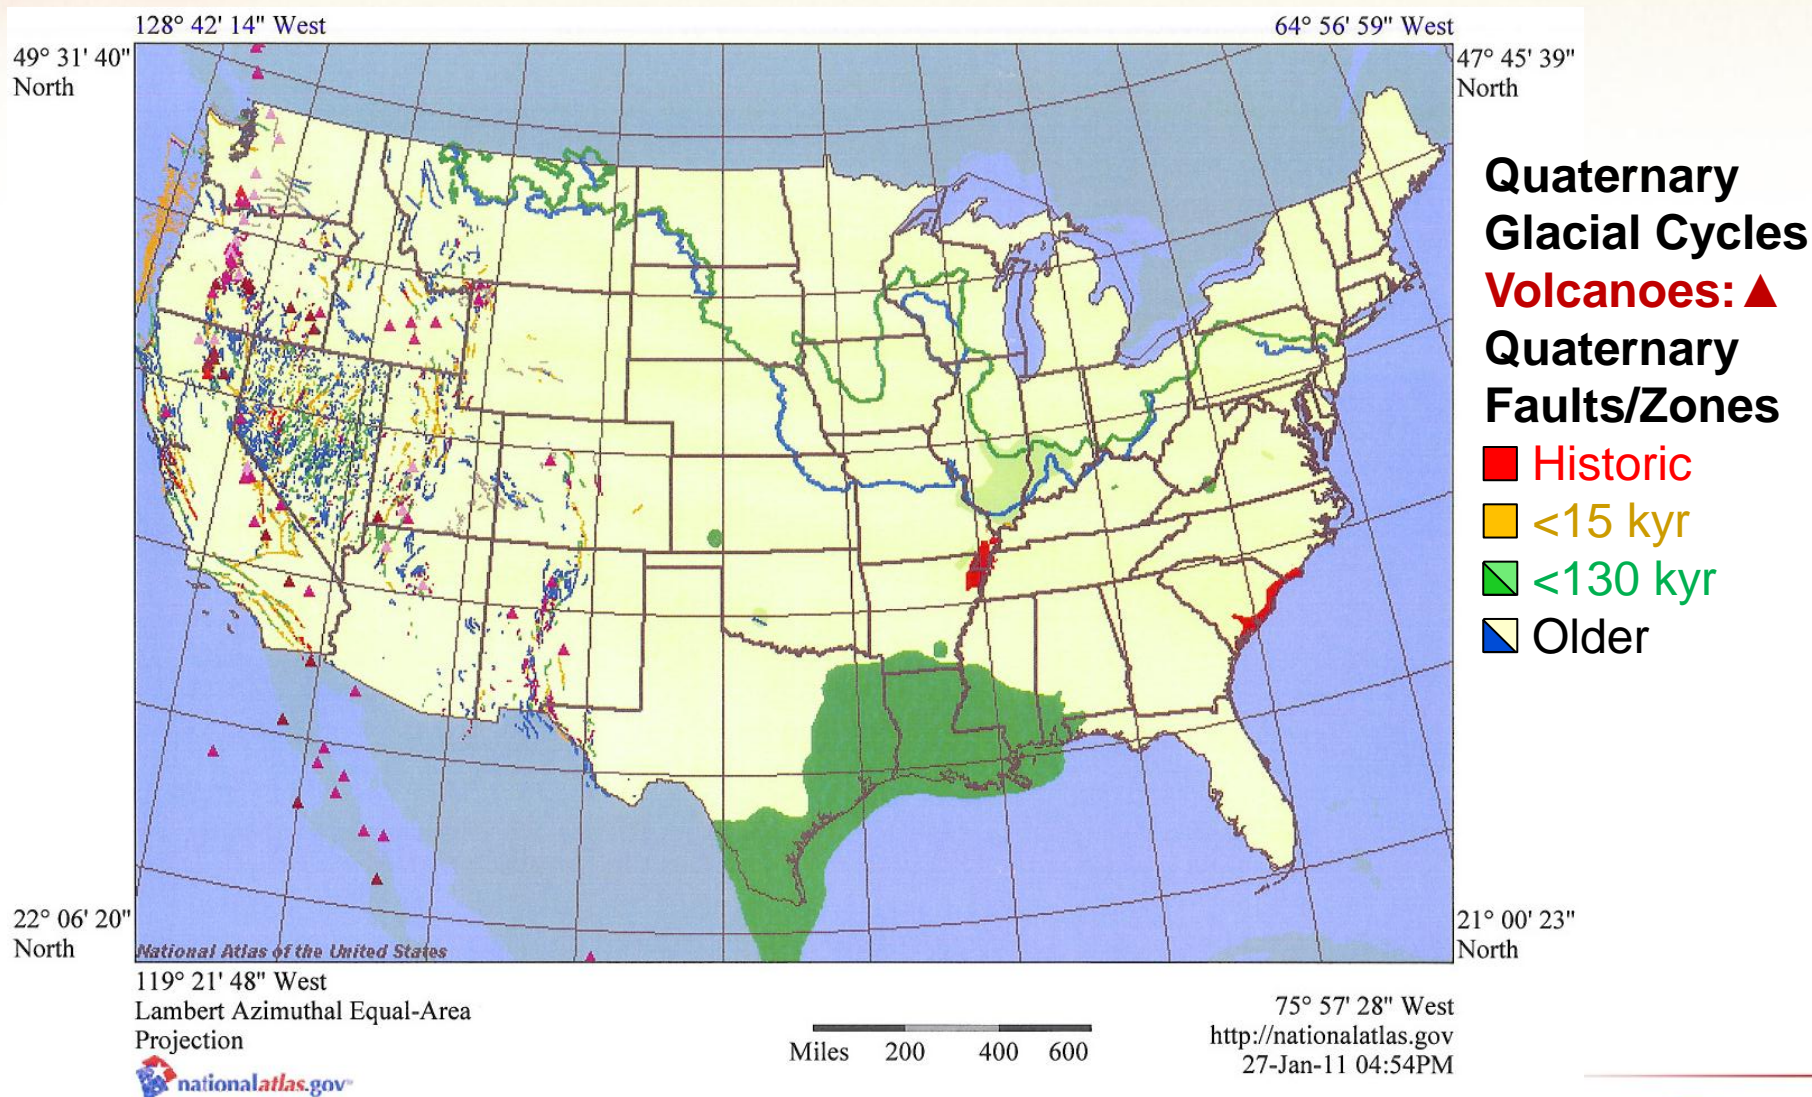 128° 42' 14" West
64° 56' 59" West
49° 31' 40"
North
47° 45' 39"
North
Quaternary
Glacial Cycles
Volcanoes:
Quaternary
Faults/Zones
Historic
<15 kyr
<130 kyr
Older
22° 06' 20"
North
21° 00' 23"
North
National Atlas of the United States
119° 21' 48" West
Lambert Azimuthal Equal-Area
Projection
nationalatlas.gov
Miles 200 400 600
75° 57' 28" West
http://nationalatlas.gov
27-Jan-11 04:54PM